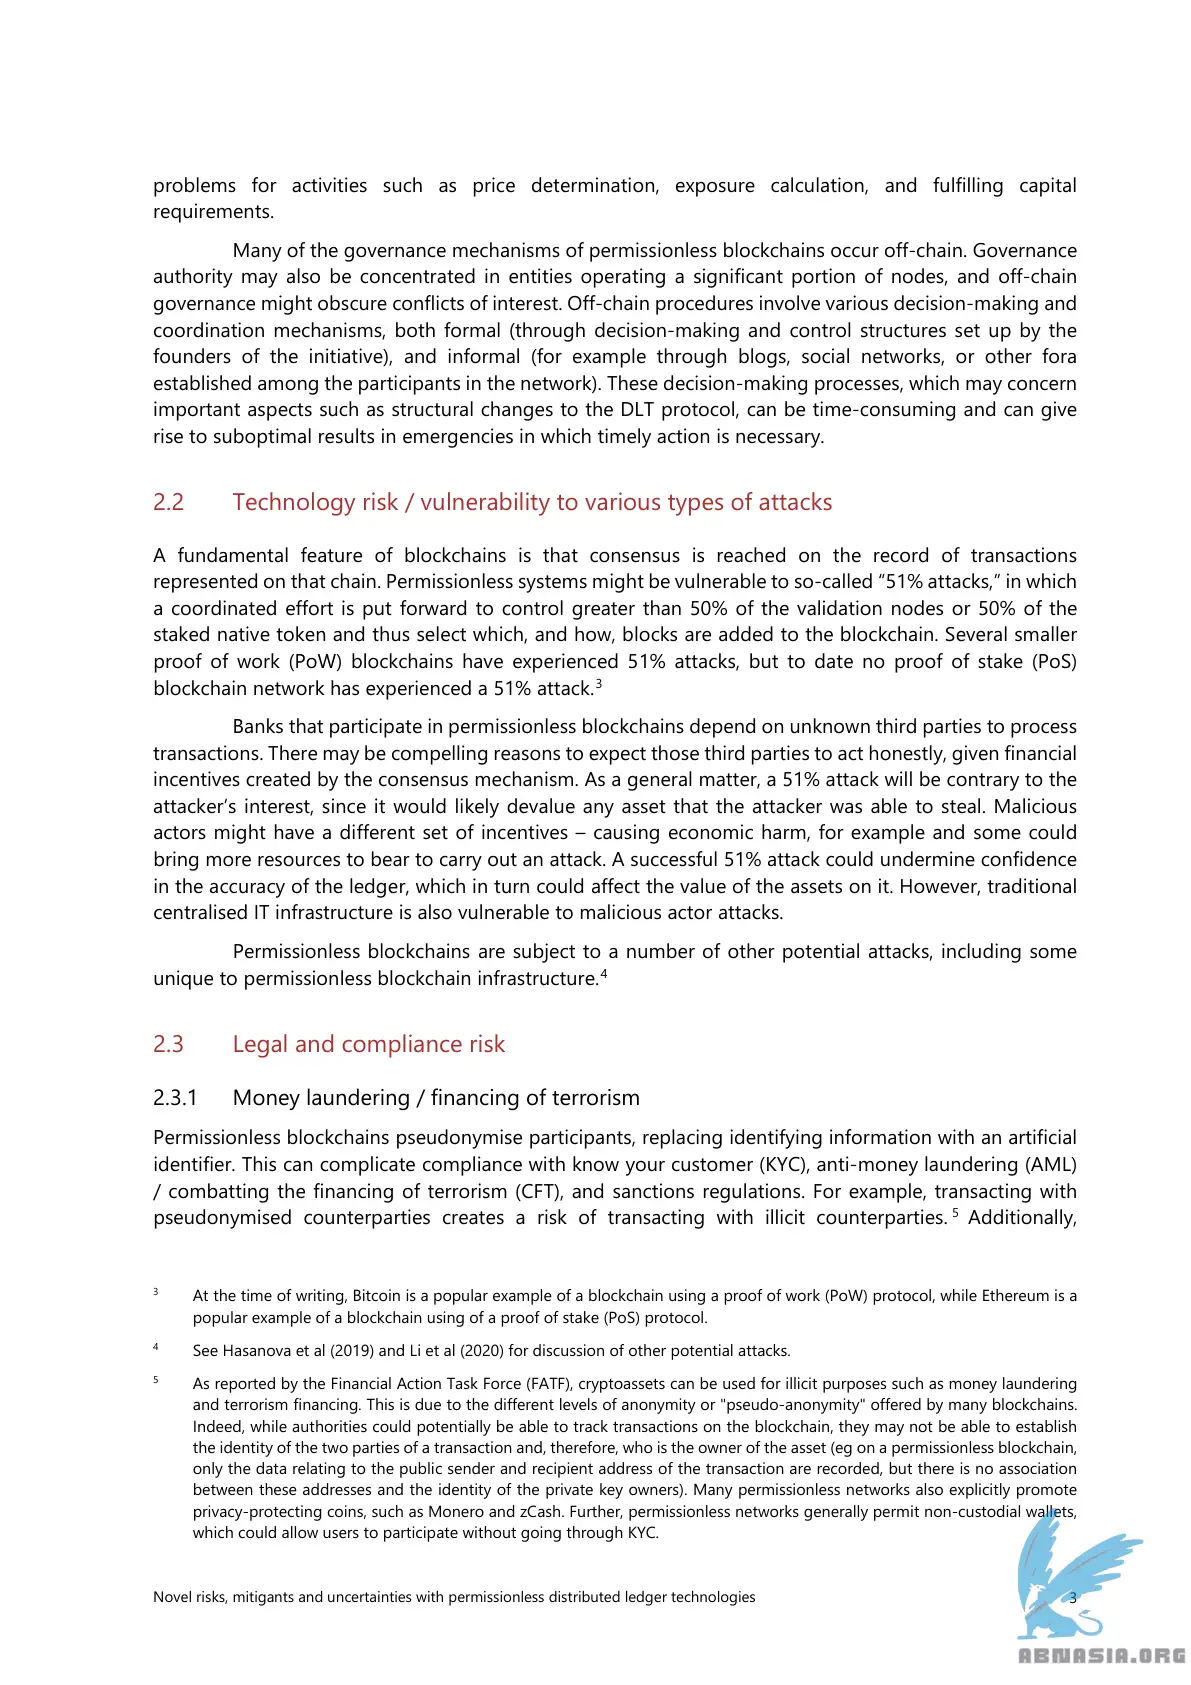 problems for activities such as price determination, exposure calculation, and fulfilling capital
requirements.
Many of the governance mechanisms of permissionless blockchains occur off-chain. Governance
authority may also be concentrated in entities operating a significant portion of nodes, and off-chain
governance might obscure conflicts of interest. Off-chain procedures involve various decision-making and
coordination mechanisms, both formal (through decision-making and control structures set up by the
founders of the initiative), and informal (for example through blogs, social networks, or other fora
established among the participants in the network). These decision-making processes, which may concern
important aspects such as structural changes to the DLT protocol, can be time-consuming and can give
rise to suboptimal results in emergencies in which timely action is necessary.
2.2 Technology risk / vulnerability to various types of attacks
A fundamental feature of blockchains is that consensus is reached on the record of transactions
represented on that chain. Permissionless systems might be vulnerable to so-called “51% attacks,” in which
a coordinated effort is put forward to control greater than 50% of the validation nodes or 50% of the
staked native token and thus select which, and how, blocks are added to the blockchain. Several smaller
proof of work (PoW) blockchains have experienced 51% attacks, but to date no proof of stake (PoS)
blockchain network has experienced a 51% attack.3
Banks that participate in permissionless blockchains depend on unknown third parties to process
transactions. There may be compelling reasons to expect those third parties to act honestly, given financial
incentives created by the consensus mechanism. As a general matter, a 51% attack will be contrary to the
attacker’s interest, since it would likely devalue any asset that the attacker was able to steal. Malicious
actors might have a different set of incentives – causing economic harm, for example and some could
bring more resources to bear to carry out an attack. A successful 51% attack could undermine confidence
in the accuracy of the ledger, which in turn could affect the value of the assets on it. However, traditional
centralised IT infrastructure is also vulnerable to malicious actor attacks.
Permissionless blockchains are subject to a number of other potential attacks, including some
unique to permissionless blockchain infrastructure.4
2.3 Legal and compliance risk
2.3.1 Money laundering / financing of terrorism
Permissionless blockchains pseudonymise participants, replacing identifying information with an artificial
identifier. This can complicate compliance with know your customer (KYC), anti-money laundering (AML)
/ combatting the financing of terrorism (CFT), and sanctions regulations. For example, transacting with
pseudonymised counterparties creates a risk of transacting with illicit counterparties. 5 Additionally,
3 At the time of writing, Bitcoin is a popular example of a blockchain using a proof of work (PoW) protocol, while Ethereum is a
popular example of a blockchain using of a proof of stake (PoS) protocol.
4 See Hasanova et al (2019) and Li et al (2020) for discussion of other potential attacks.
5 As reported by the Financial Action Task Force (FATF), cryptoassets can be used for illicit purposes such as money laundering
and terrorism financing. This is due to the different levels of anonymity or "pseudo-anonymity" offered by many blockchains.
Indeed, while authorities could potentially be able to track transactions on the blockchain, they may not be able to establish
the identity of the two parties of a transaction and, therefore, who is the owner of the asset (eg on a permissionless blockchain,
only the data relating to the public sender and recipient address of the transaction are recorded, but there is no association
between these addresses and the identity of the private key owners). Many permissionless networks also explicitly promote
privacy-protecting coins, such as Monero and zCash. Further, permissionless networks generally permit non-custodial wallets,
which could allow users to participate without going through KYC.
Novel risks, mitigants and uncertainties with permissionless distributed ledger technologies 3
ABNASIA.ORG